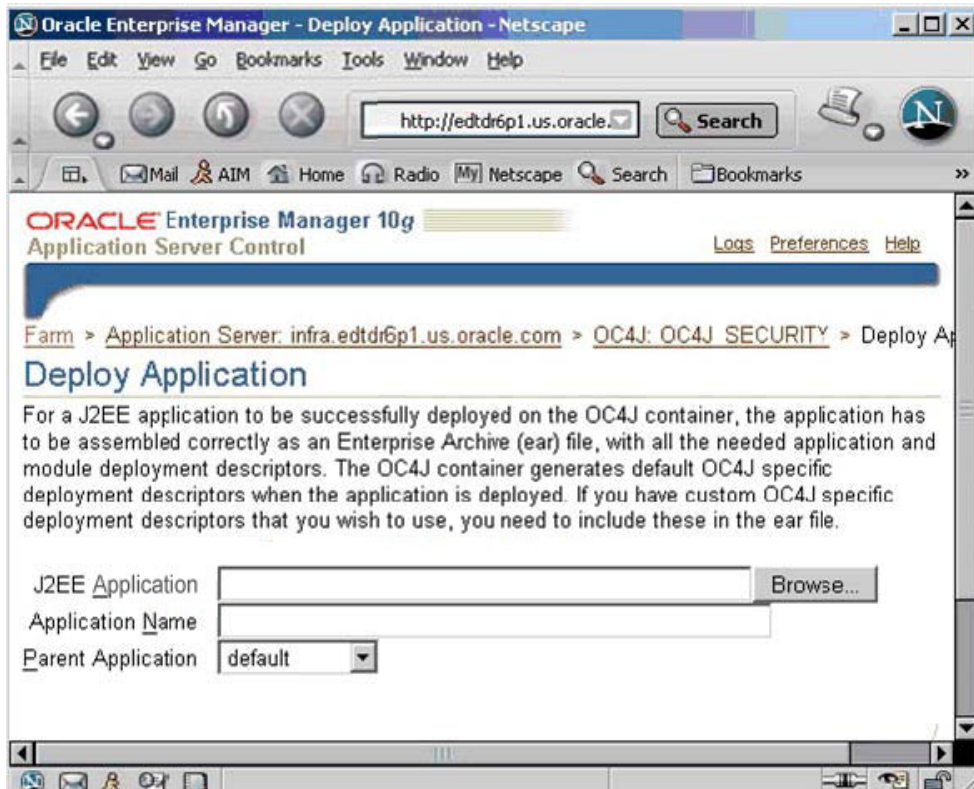 Oracle Enterprise Manager - Deploy Application - Netscape
File Edit View Go Bookmarks Tools Window Help
http://edtdr6p1.us.oracle. Search
Mail AIM Home Radio My Netscape Search Bookmarks »
ORACLE Enterprise Manager 10g
Application Server Control
Logs Preferences Help
Farm > Application Server: infra.edtdr6p1.us.oracle.com > OC4J: OC4J_SECURITY > Deploy Ap
Deploy Application
For a J2EE application to be successfully deployed on the OC4J container, the application has
to be assembled correctly as an Enterprise Archive (ear) file, with all the needed application and
module deployment descriptors. The OC4J container generates default OC4J specific
deployment descriptors when the application is deployed. If you have custom OC4J specific
deployment descriptors that you wish to use, you need to include these in the ear file.
J2EE Application Browse...
Application Name
Parent Application default